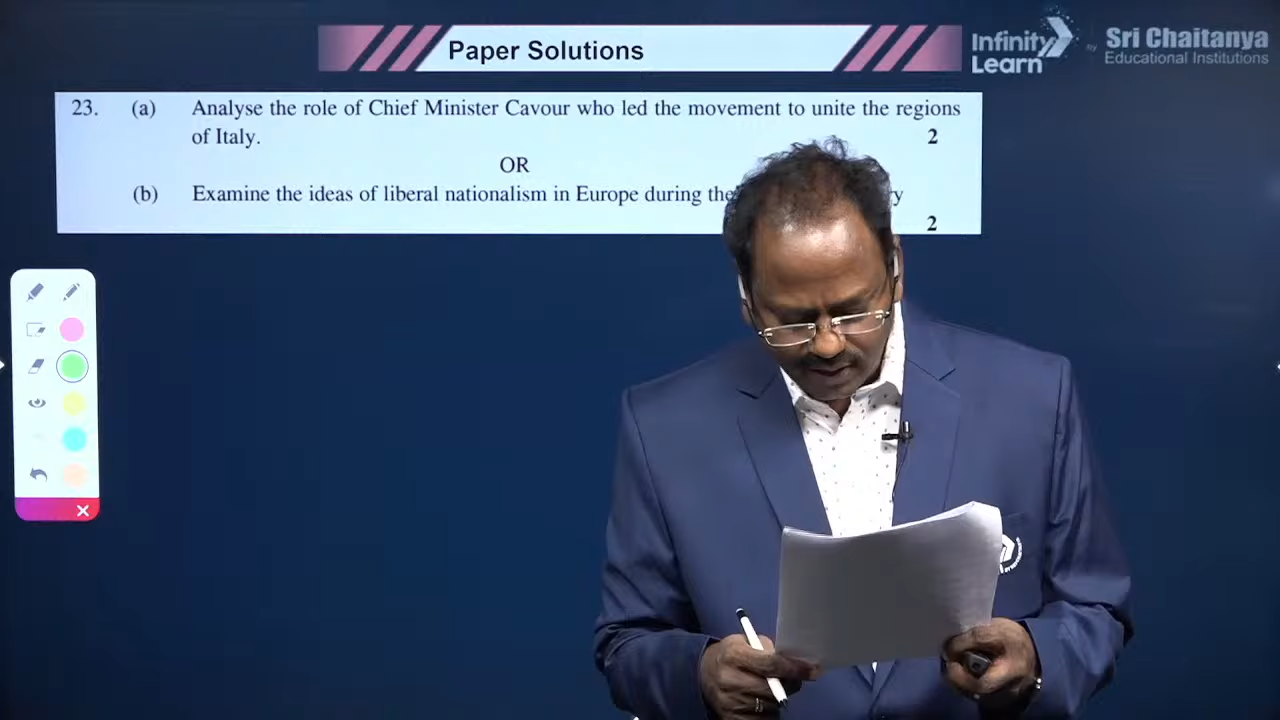 Paper Solutions
Infinity Learn
BY
Sri Chaitanya
Educational Institutions
23. (a) Analyse the role of Chief Minister Cavour who led the movement to unite the regions
of Italy. 2
OR
(b) Examine the ideas of liberal nationalism in Europe during the
2